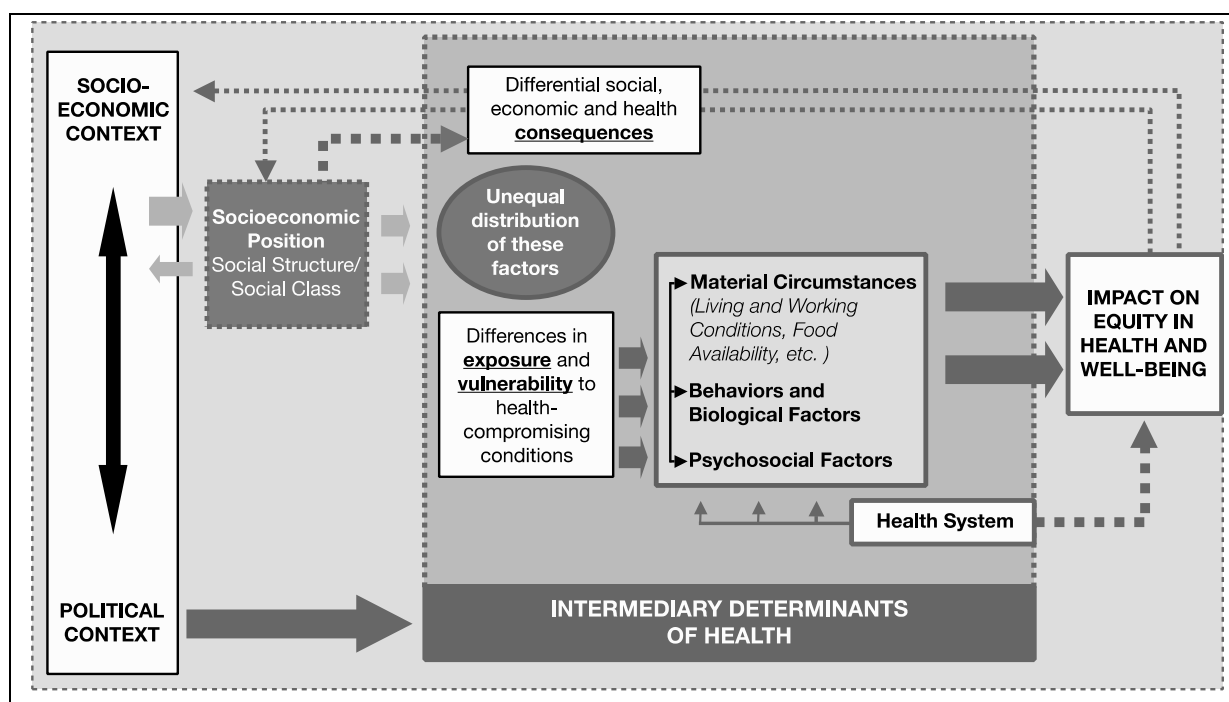 SOCIO-
ECONOMIC
CONTEXT
POLITICAL
CONTEXT
Socioeconomic
Position
Social Structure/
Social Class
Differential social,
economic and health
consequences
Unequal
distribution
of these
factors
Differences in
exposure and
vulnerability to
health-
compromising
conditions
Material Circumstances
(Living and Working
Conditions, Food
Availability, etc. )
Behaviors and
Biological Factors
Psychosocial Factors
Health System
INTERMEDIARY DETERMINANTS
OF HEALTH
IMPACT ON
EQUITY IN
HEALTH AND
WELL-BEING